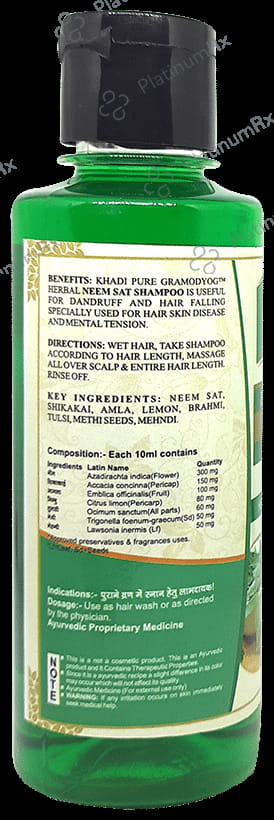 PlatinumRx
BENEFITS: KHADI PURE GRAMODYOG™
HERBAL NEEM SAT SHAMPOO IS USEFUL
FOR DANDRUFF AND HAIR FALLING
SPECIALLY USED FOR HAIR SKIN DISEASE
AND MENTAL TENSION.
DIRECTIONS: WET HAIR, TAKE SHAMPOO
ACCORDING TO HAIR LENGTH, MASSAGE
ALL OVER SCALP & ENTIRE HAIR LENGTH.
RINSE OFF.
KEY INGREDIENTS: NEEM SAT,
SHIKAKAI, AMLA, LEMON, BRAHMI,
TULSI, METHI SEEDS, MEHNDI.
Composition:- Each 10ml contains
Ingredients Latin Name Quantity
Azadirachta indica(Flower) 300 mg
Accacia concinna(Pericap) 150 mg
Emblica officinalis(Fruit) 100 mg
Citrus limon(Pericarp) 80 mg
Ocimum sanctum(All parts) 60 mg
Trigonella foenum-graecum(Sd) 50 mg
Lawsonia inermis (Lf) 50 mg
Approved preservatives & fragrances uses.
Indications:- पुराने व्रण में स्नान हेतु लाभदायक।
Dosage:- Use as hair wash or as directed
by the physician.
Ayurvedic Proprietary Medicine
NOTE
This is a not a cosmetic product. This is an Ayurvedic
product and it Contains Therapeutic Properties
Since it is a ayurvedic recipe a slight difference in its color
may occur which will not effect its quality
Ayurvedic Medicine (For external use only)
WARNING: If any irritation occurs on skin immediately
seek medical help.